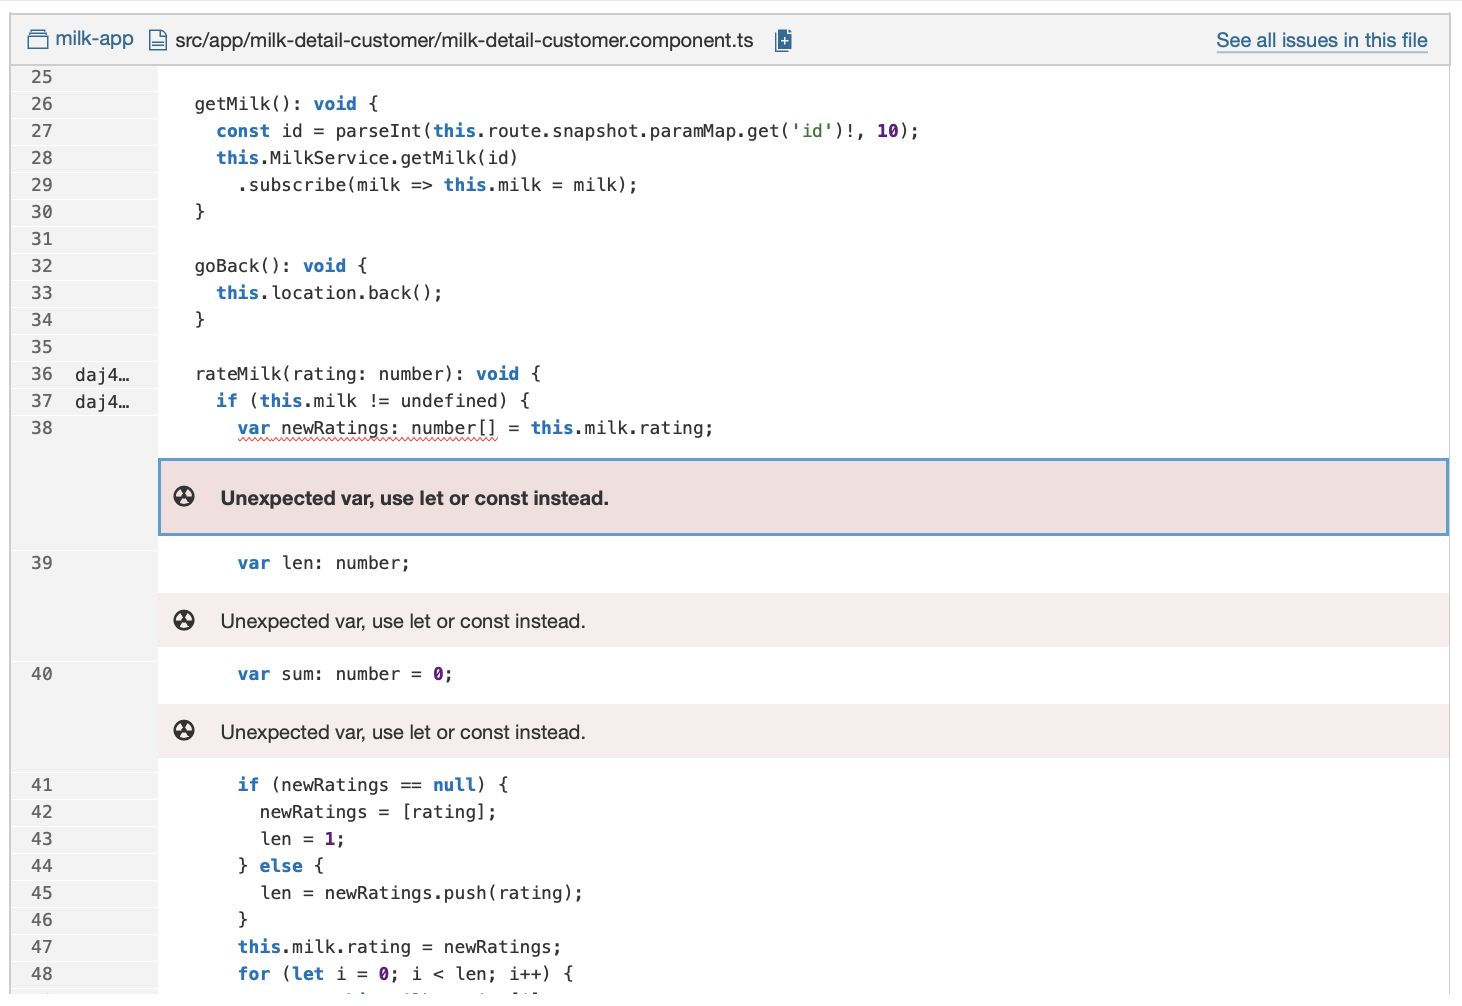 milk-app src/app/milk-detail-customer/milk-detail-customer.component.ts See all issues in this file
25
26 getMilk(): void {
27 const id = parseInt(this.route.snapshot.paramMap.get('id')!, 10);
28 this.MilkService.getMilk(id)
29 .subscribe(milk => this.milk = milk);
30 }
31
32 goBack(): void {
33 this.location.back();
34 }
35
36 daj4… rateMilk(rating: number): void {
37 daj4… if (this.milk != undefined) {
38 var newRatings: number[] = this.milk.rating;
Unexpected var, use let or const instead.
39 var len: number;
Unexpected var, use let or const instead.
40 var sum: number = 0;
Unexpected var, use let or const instead.
41 if (newRatings == null) {
42 newRatings = [rating];
43 len = 1;
44 } else {
45 len = newRatings.push(rating);
46 }
47 this.milk.rating = newRatings;
48 for (let i = 0; i < len; i++) {